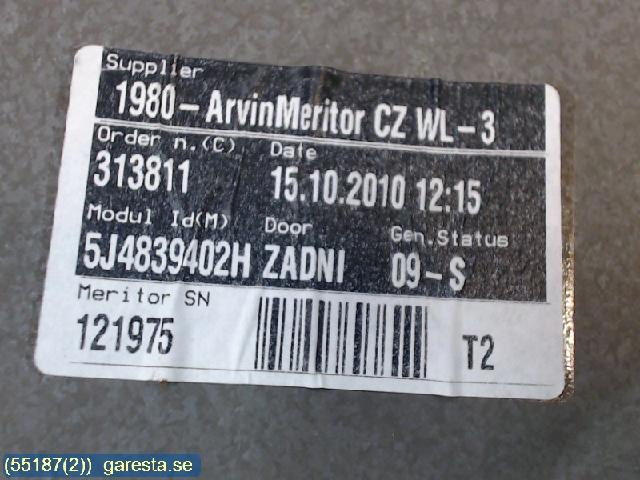 Supplier
1980-ArvinMeritor CZ WL-3
Order n.(C) Date
313811 15.10.2010 12:15
Modul Id(M) Door Gen.Status
5J4839402H ZADNI 09-S
Meritor SN
121975 T2
(55187(2)) garesta.se